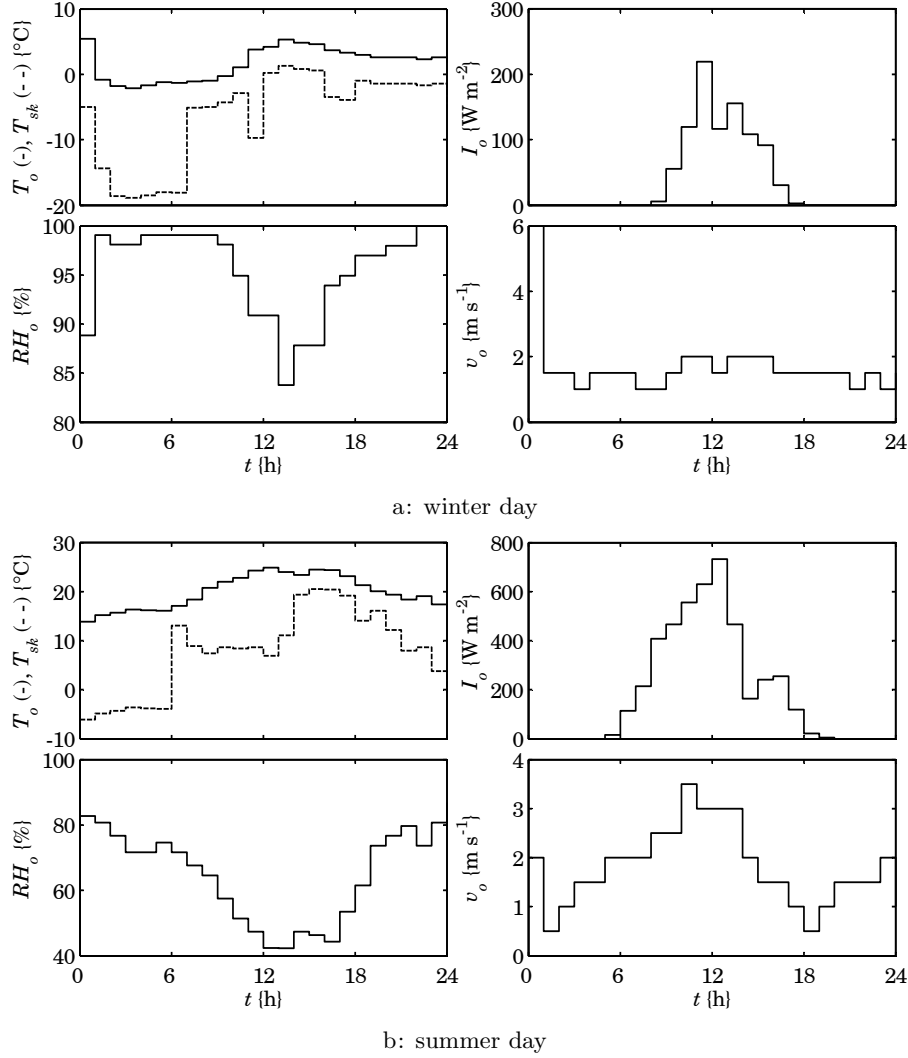 10
0
-10
-20
T_o (-), T_sk (- -) {°C}
300
200
100
0
I_o {W m^-2}
100
95
90
85
80
RH_o {%}
0 6 12 18 24
t {h}
6
4
2
0
v_o {m s^-1}
0 6 12 18 24
t {h}
a: winter day
30
20
10
0
-10
T_o (-), T_sk (- -) {°C}
800
600
400
200
0
I_o {W m^-2}
100
80
60
40
RH_o {%}
0 6 12 18 24
t {h}
4
3
2
1
0
v_o {m s^-1}
0 6 12 18 24
t {h}
b: summer day